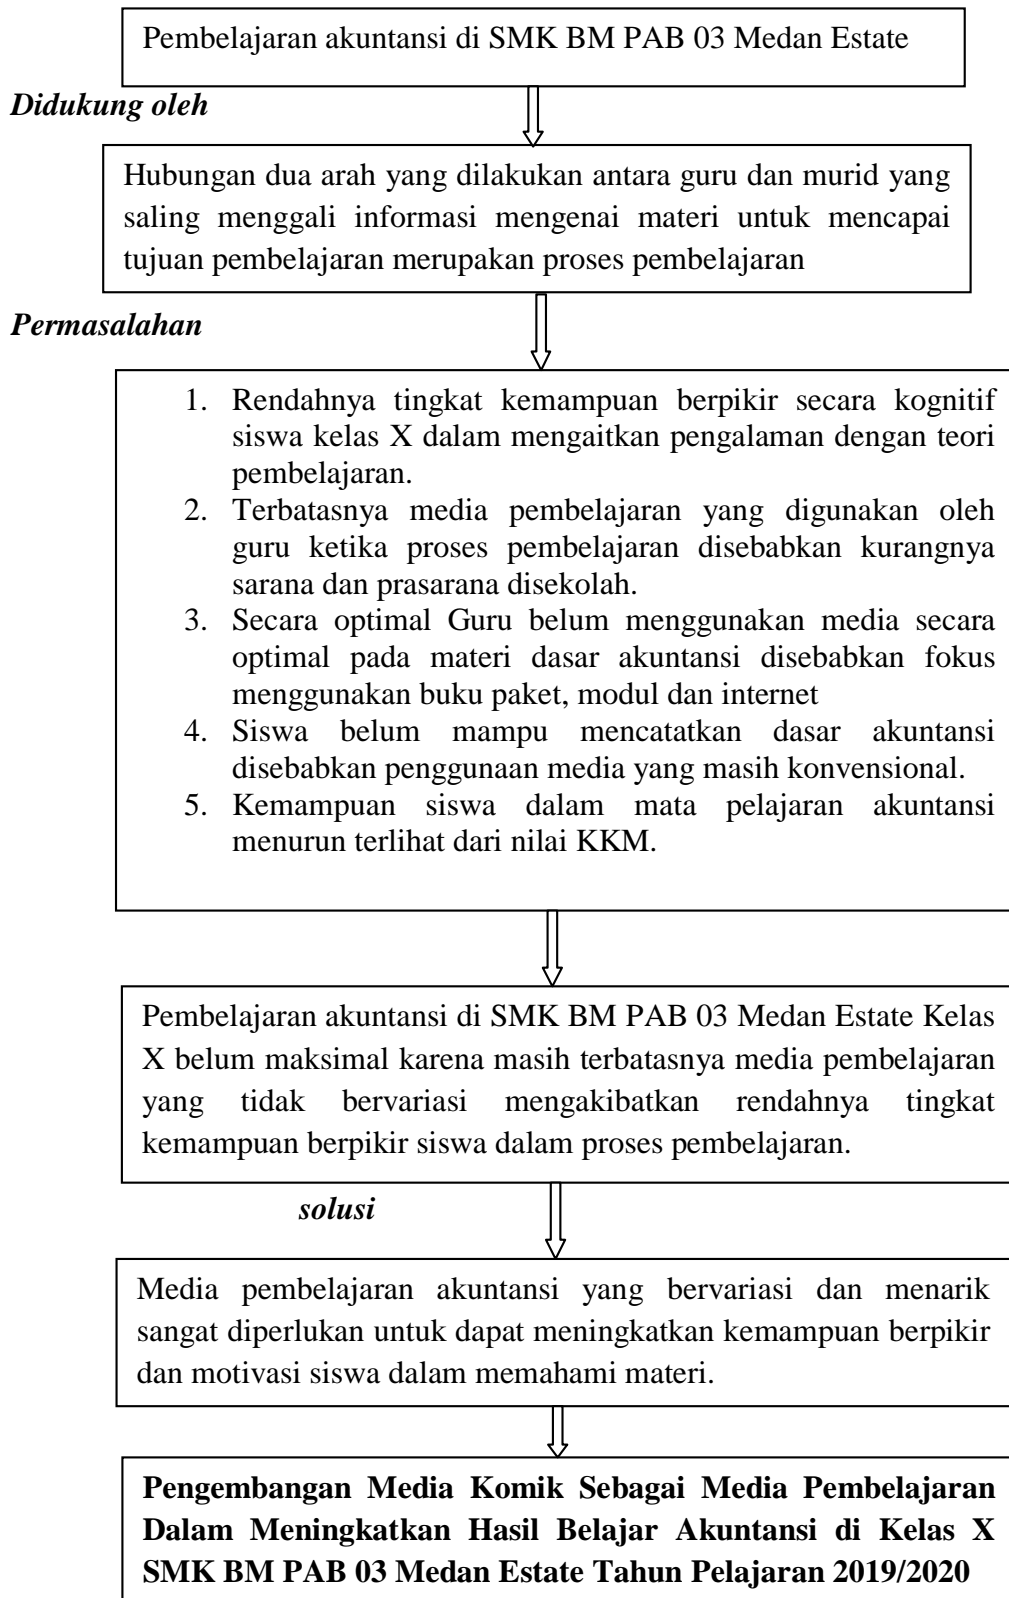 Pembelajaran akuntansi di SMK BM PAB 03 Medan Estate
Didukung oleh
Hubungan dua arah yang dilakukan antara guru dan murid yang
saling menggali informasi mengenai materi untuk mencapai
tujuan pembelajaran merupakan proses pembelajaran
Permasalahan
1. Rendahnya tingkat kemampuan berpikir secara kognitif
siswa kelas X dalam mengaitkan pengalaman dengan teori
pembelajaran.
2. Terbatasnya media pembelajaran yang digunakan oleh
guru ketika proses pembelajaran disebabkan kurangnya
sarana dan prasarana disekolah.
3. Secara optimal Guru belum menggunakan media secara
optimal pada materi dasar akuntansi disebabkan fokus
menggunakan buku paket, modul dan internet
4. Siswa belum mampu mencatatkan dasar akuntansi
disebabkan penggunaan media yang masih konvensional.
5. Kemampuan siswa dalam mata pelajaran akuntansi
menurun terlihat dari nilai KKM.
Pembelajaran akuntansi di SMK BM PAB 03 Medan Estate Kelas
X belum maksimal karena masih terbatasnya media pembelajaran
yang tidak bervariasi mengakibatkan rendahnya tingkat
kemampuan berpikir siswa dalam proses pembelajaran.
solusi
Media pembelajaran akuntansi yang bervariasi dan menarik
sangat diperlukan untuk dapat meningkatkan kemampuan berpikir
dan motivasi siswa dalam memahami materi.
Pengembangan Media Komik Sebagai Media Pembelajaran
Dalam Meningkatkan Hasil Belajar Akuntansi di Kelas X
SMK BM PAB 03 Medan Estate Tahun Pelajaran 2019/2020